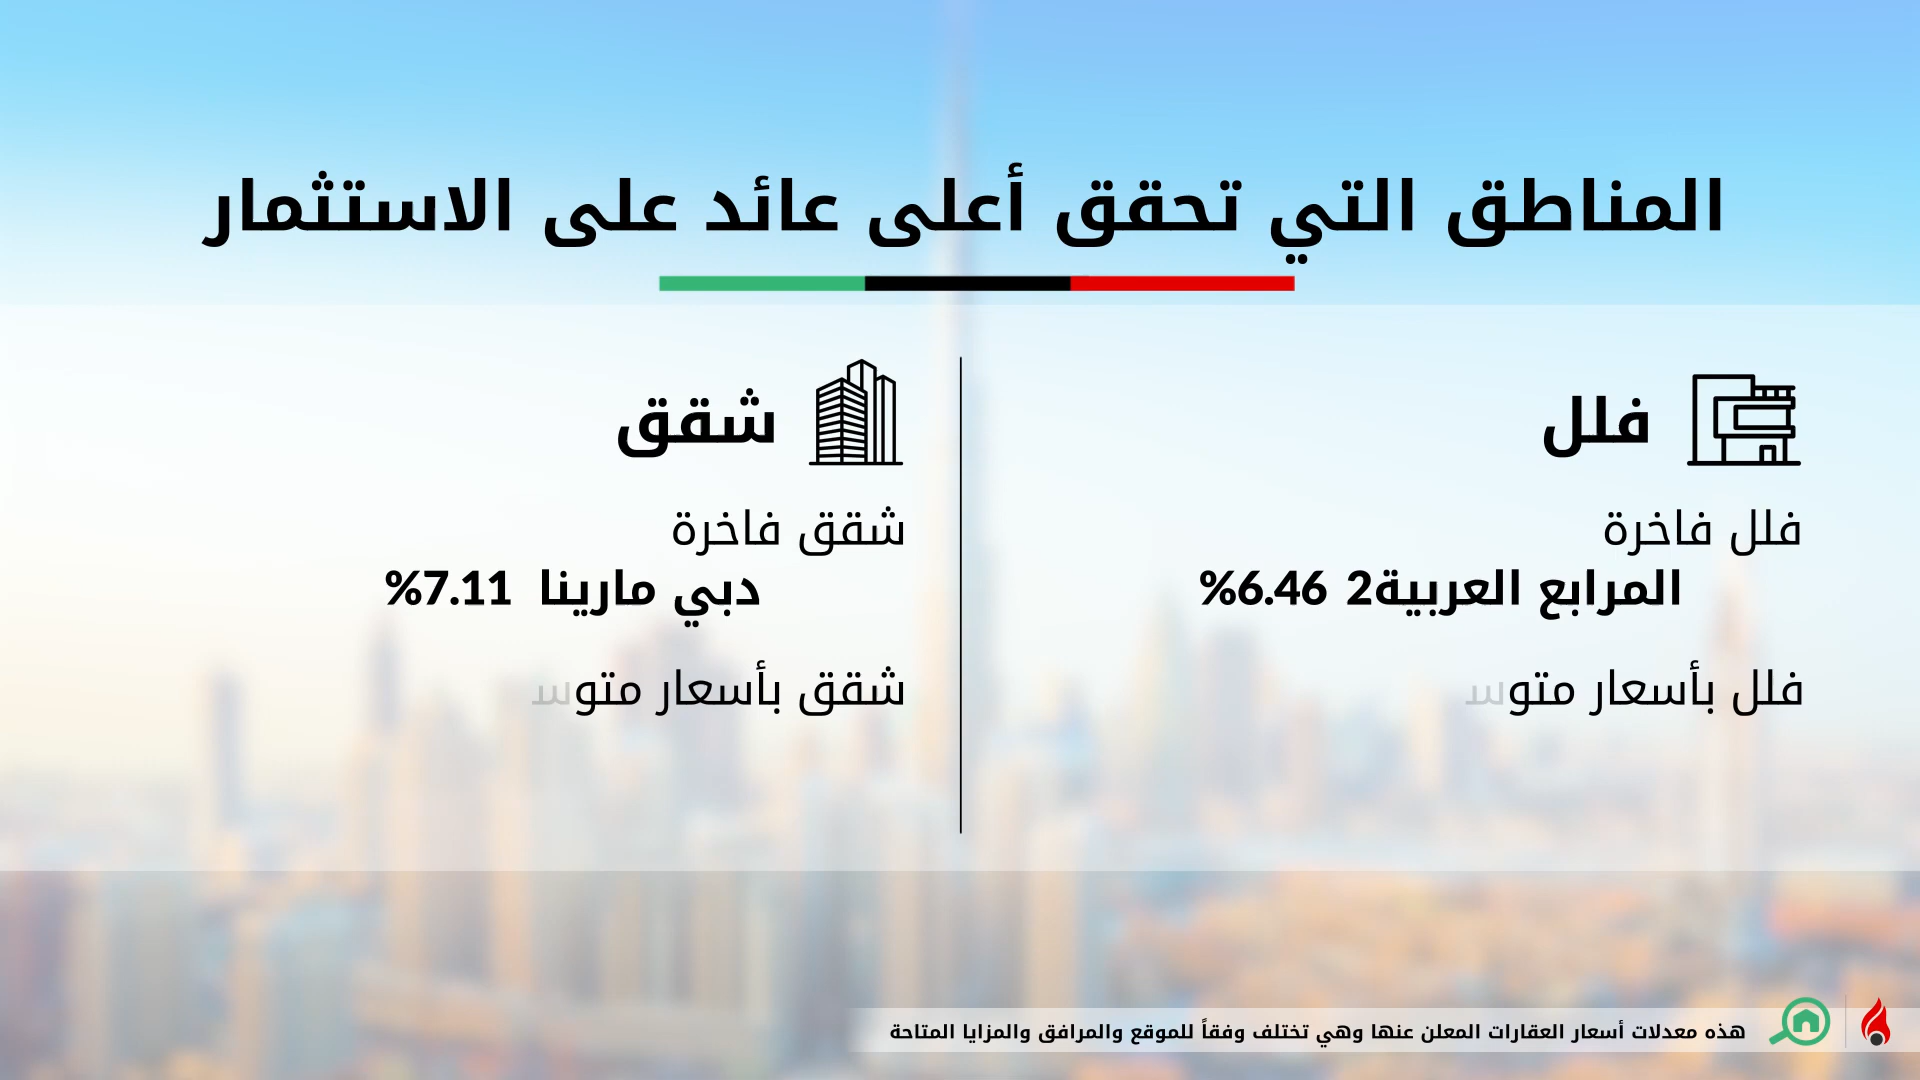 المناطق التي تحقق أعلى عائد على الاستثمار
فلل
فلل فاخرة
المرابع العربية2 6.46%
فلل بأسعار متوس
شقق
شقق فاخرة
دبي مارينا 7.11%
شقق بأسعار متوس
هذه معدلات أسعار العقارات المعلن عنها وهي تختلف وفقاً للموقع والمرافق والمزايا المتاحة